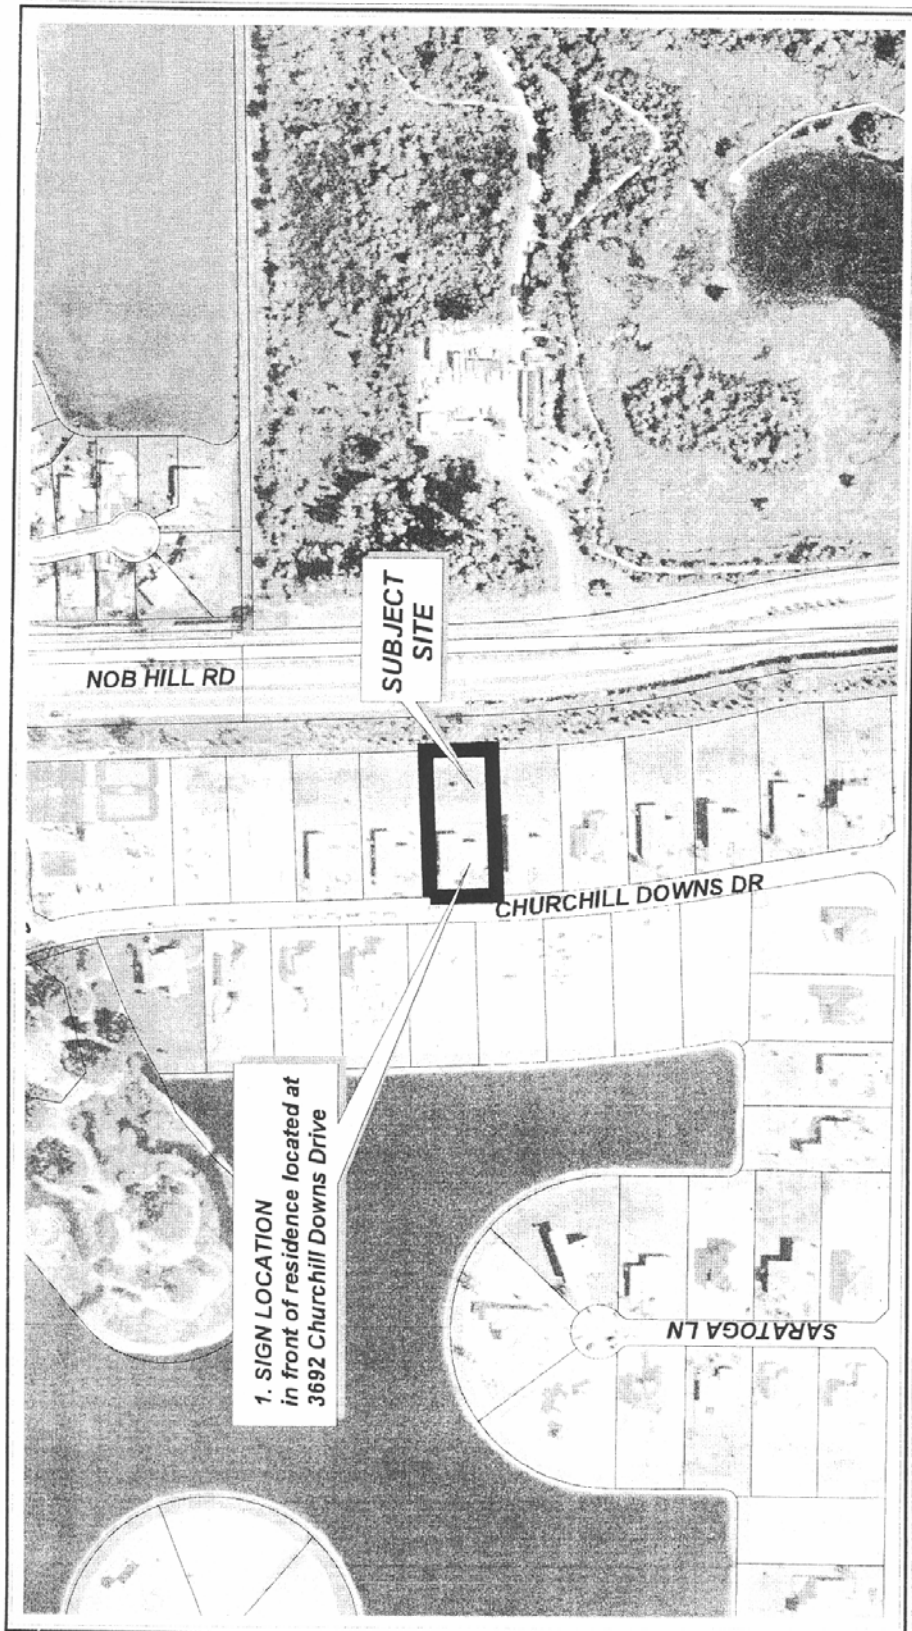 NOB HILL RD
SUBJECT
SITE
CHURCHILL DOWNS DR
1. SIGN LOCATION
in front of residence located at
3692 Churchill Downs Drive
SARATOGA LN